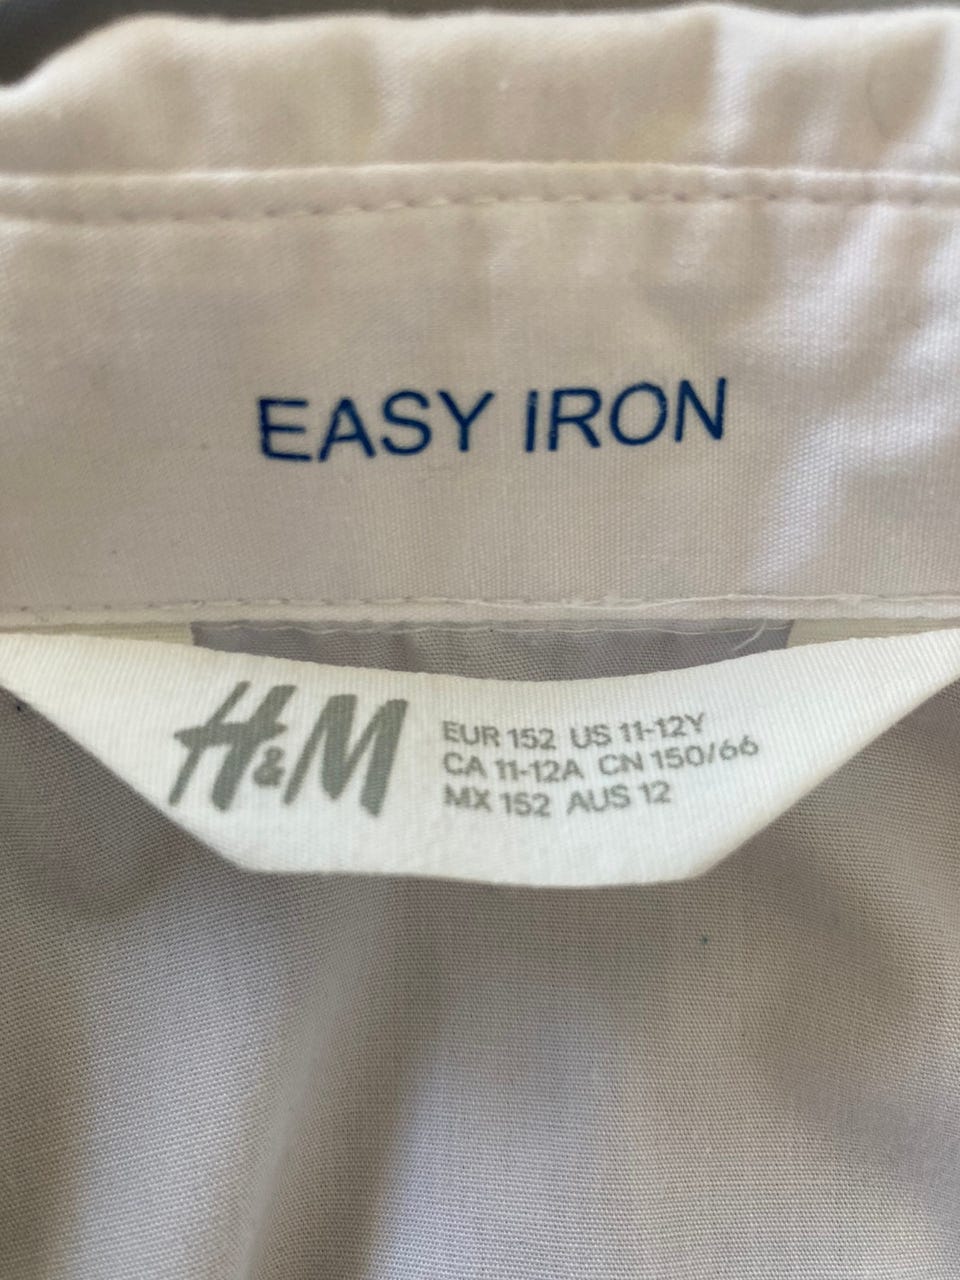 EASY IRON
H&M
EUR 152 US 11-12Y
CA 11-12A CN 150/66
MX 152 AUS 12